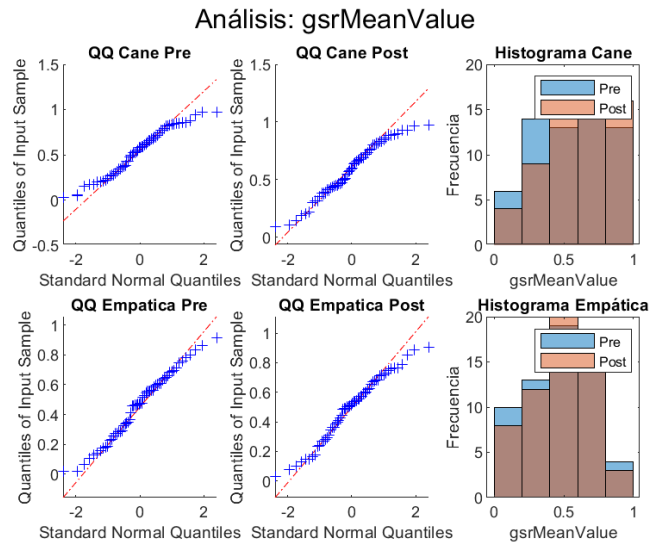 Análisis: gsrMeanValue
QQ Cane Pre
Quantiles of Input Sample
1.5
1
0.5
0
-0.5
-2
0
2
Standard Normal Quantiles
QQ Cane Post
Quantiles of Input Sample
1.5
1
0.5
0
-2
0
2
Standard Normal Quantiles
Histograma Cane
Frecuencia
20
15
10
5
0
Pre
Post
0
0.5
1
gsrMeanValue
QQ Empatica Pre
Quantiles of Input Sample
1
0.8
0.6
0.4
0.2
0
-2
0
2
Standard Normal Quantiles
QQ Empatica Post
Quantiles of Input Sample
1
0.8
0.6
0.4
0.2
0
-2
0
2
Standard Normal Quantiles
Histograma Empática
Frecuencia
20
15
10
5
0
Pre
Post
0
0.5
1
gsrMeanValue